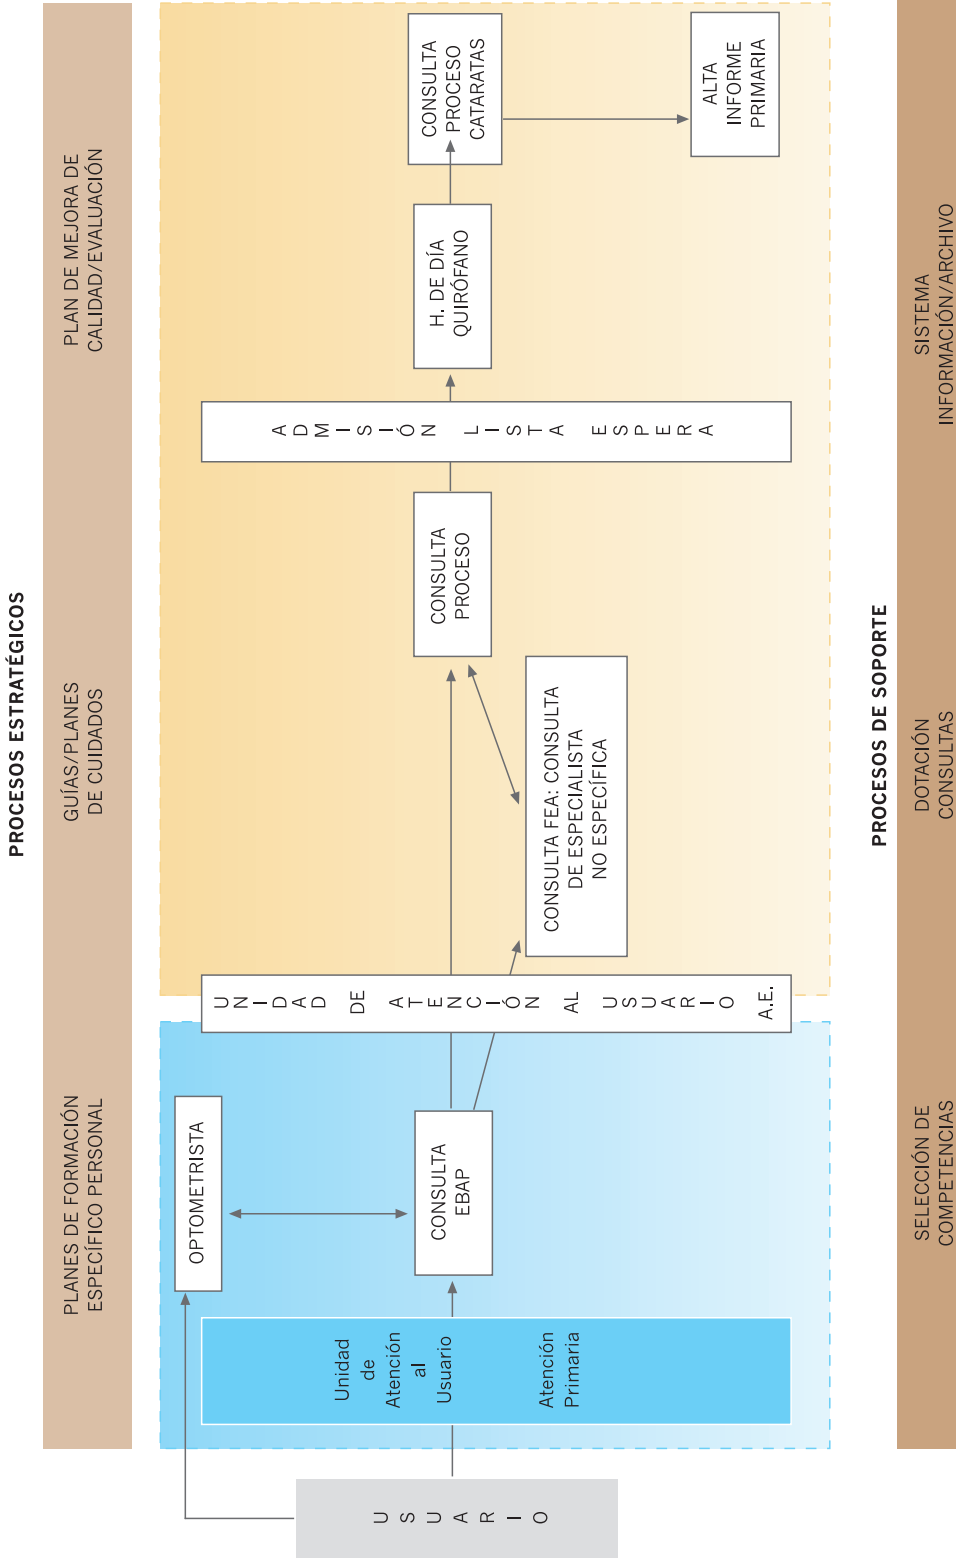 PROCESOS ESTRATÉGICOS
PLANES DE FORMACIÓN
ESPECÍFICO PERSONAL
GUÍAS/PLANES
DE CUIDADOS
PLAN DE MEJORA DE
CALIDAD/EVALUACIÓN
USUARIO
Unidad
de
Atención
al
Usuario
Atención
Primaria
OPTOMETRISTA
CONSULTA
EBAP
UNIDAD
DE
ATENCIÓN
AL
USUARIO
A.E.
CONSULTA FEA: CONSULTA
DE ESPECIALISTA
NO ESPECÍFICA
CONSULTA
PROCESO
ADMISIÓN
LISTA
ESPERA
H. DE DÍA
QUIRÓFANO
CONSULTA
PROCESO
CATARATAS
ALTA
INFORME
PRIMARIA
PROCESOS DE SOPORTE
SELECCIÓN DE
COMPETENCIAS
DOTACIÓN
CONSULTAS
SISTEMA
INFORMACIÓN/ARCHIVO